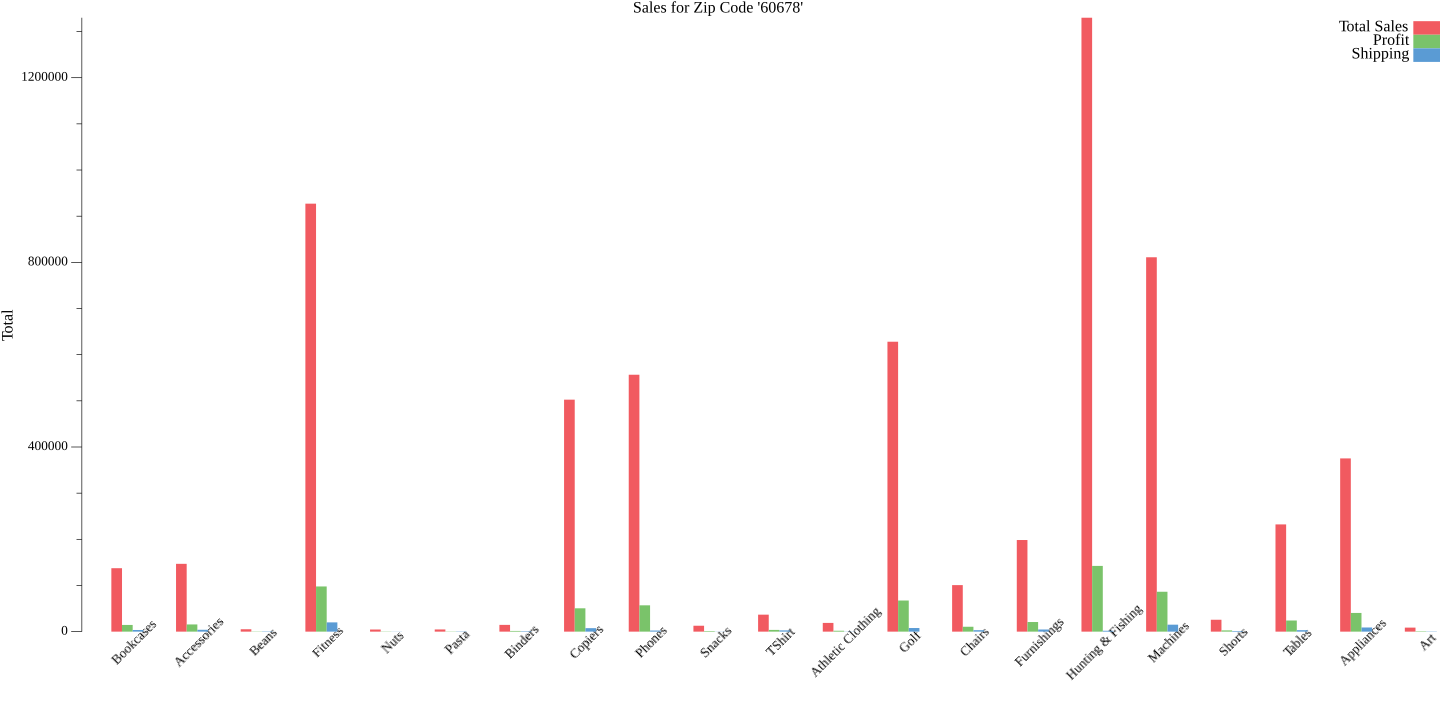 Sales for Zip Code '60678'
Total Sales
Profit
Shipping
1200000
800000
400000
0
Total
Bookcases
Accessories
Beans
Fitness
Nuts
Pasta
Binders
Copiers
Phones
Snacks
TShirt
Athletic Clothing
Golf
Chairs
Furnishings
Hunting & Fishing
Machines
Shorts
Tables
Appliances
Art